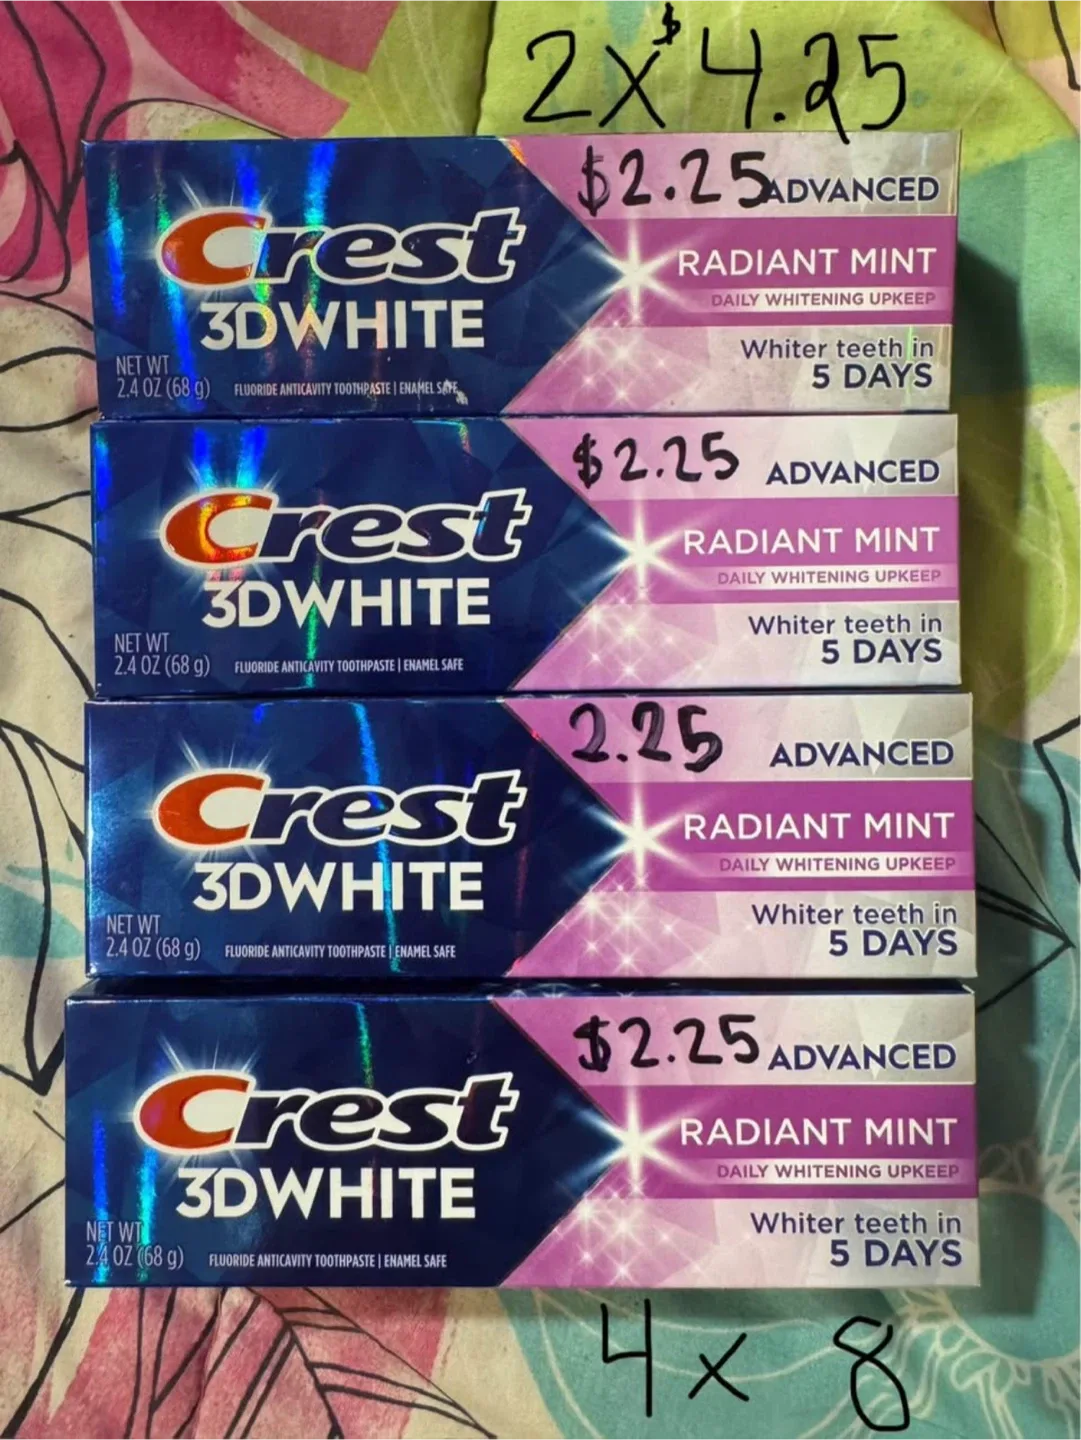 2 x $4.25
$2.25 ADVANCED
Crest
3DWHITE
RADIANT MINT
DAILY WHITENING UPKEEP
Whiter teeth in
5 DAYS
NET WT
2.4 OZ (68 g)
FLUORIDE ANTICAVITY TOOTHPASTE | ENAMEL SAFE
$2.25 ADVANCED
Crest
3DWHITE
RADIANT MINT
DAILY WHITENING UPKEEP
Whiter teeth in
5 DAYS
NET WT
2.4 OZ (68 g)
FLUORIDE ANTICAVITY TOOTHPASTE | ENAMEL SAFE
2.25 ADVANCED
Crest
3DWHITE
RADIANT MINT
DAILY WHITENING UPKEEP
Whiter teeth in
5 DAYS
NET WT
2.4 OZ (68 g)
FLUORIDE ANTICAVITY TOOTHPASTE | ENAMEL SAFE
$2.25 ADVANCED
Crest
3DWHITE
RADIANT MINT
DAILY WHITENING UPKEEP
Whiter teeth in
5 DAYS
NET WT
2.4 OZ (68 g)
FLUORIDE ANTICAVITY TOOTHPASTE | ENAMEL SAFE
4 x 8